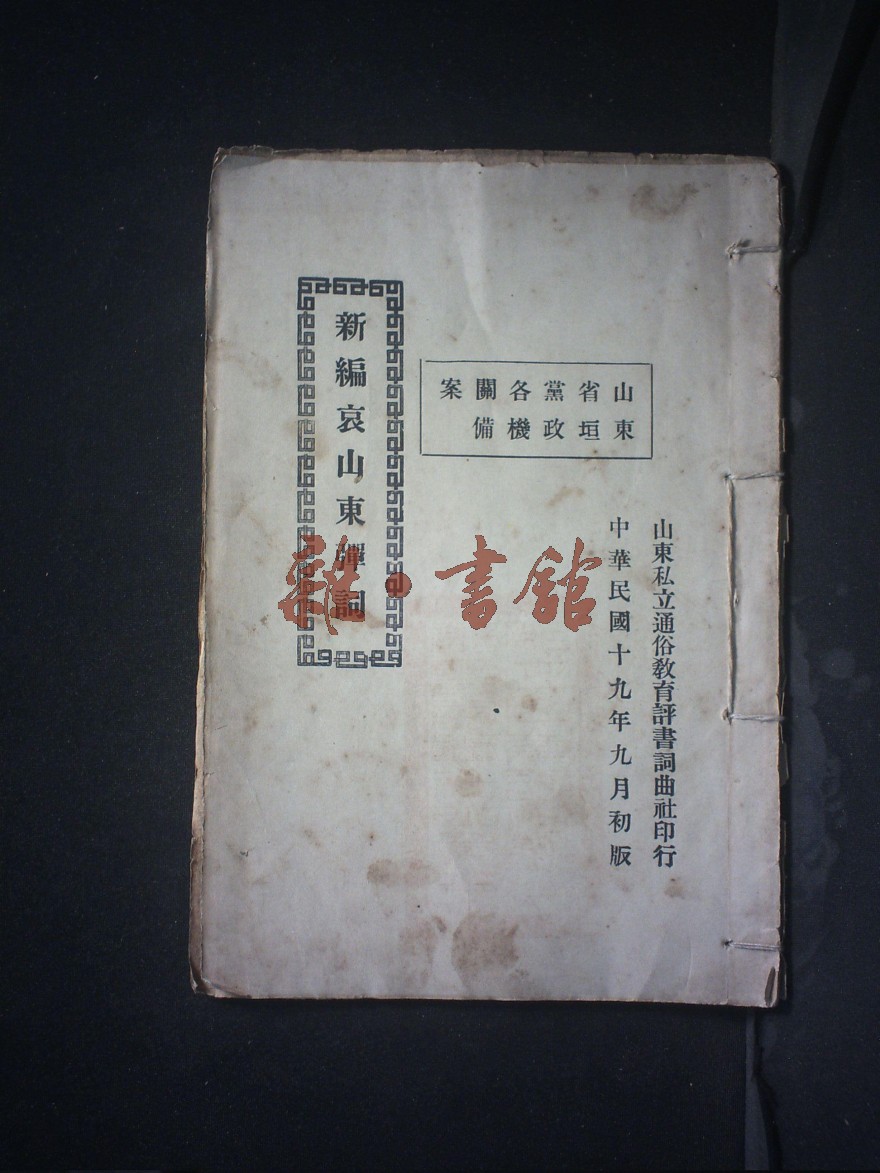 山東私立通俗教育評書詞曲社印行
中華民國十九年九月初版
山東
省垣
黨政
各機
關備
案
新編哀山東彈詞
雜·書館